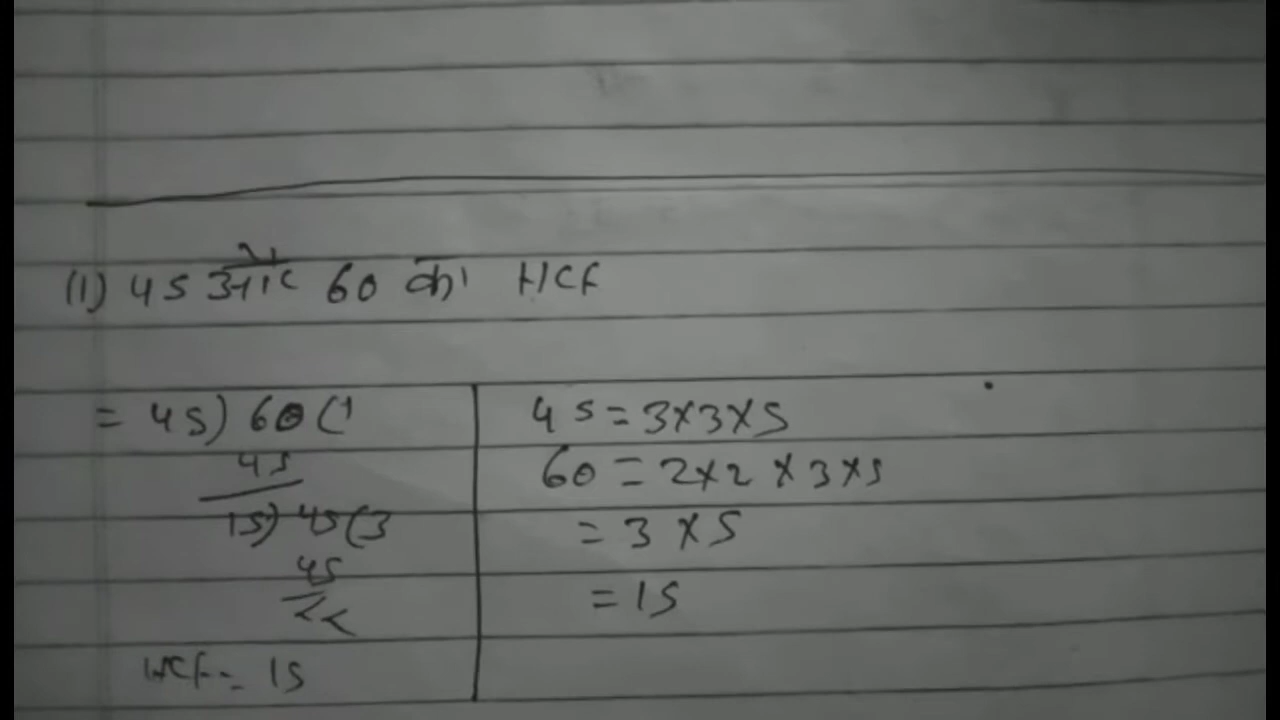 (1) 45 और 60 का HCF
= 45) 60 (1
45
15) 45 (3
45
HCF = 15
45 = 3×3×5
60 = 2×2×3×5
= 3×5
= 15